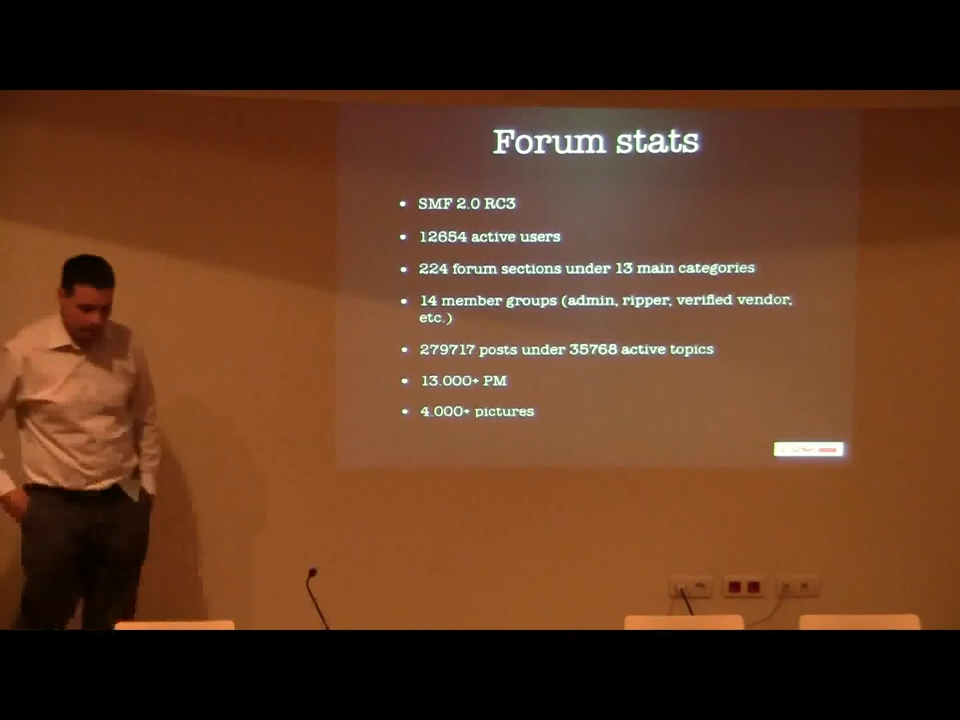 Forum stats
• SMF 2.0 RC3
• 12654 active users
• 224 forum sections under 13 main categories
• 14 member groups (admin, ripper, verified vendor,
etc.)
• 279717 posts under 35768 active topics
• 13.000+ PM
• 4.000+ pictures